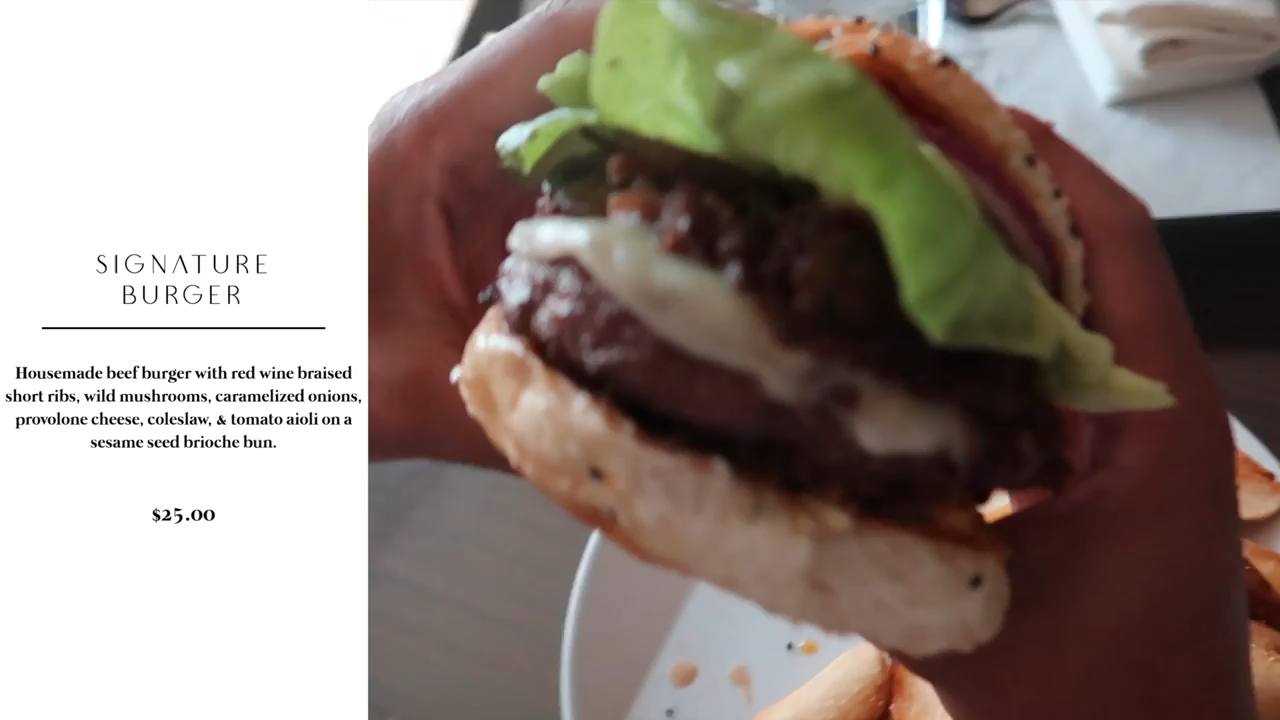 SIGNATURE
BURGER
Housemade beef burger with red wine braised
short ribs, wild mushrooms, caramelized onions,
provolone cheese, coleslaw, & tomato aioli on a
sesame seed brioche bun.
$25.00